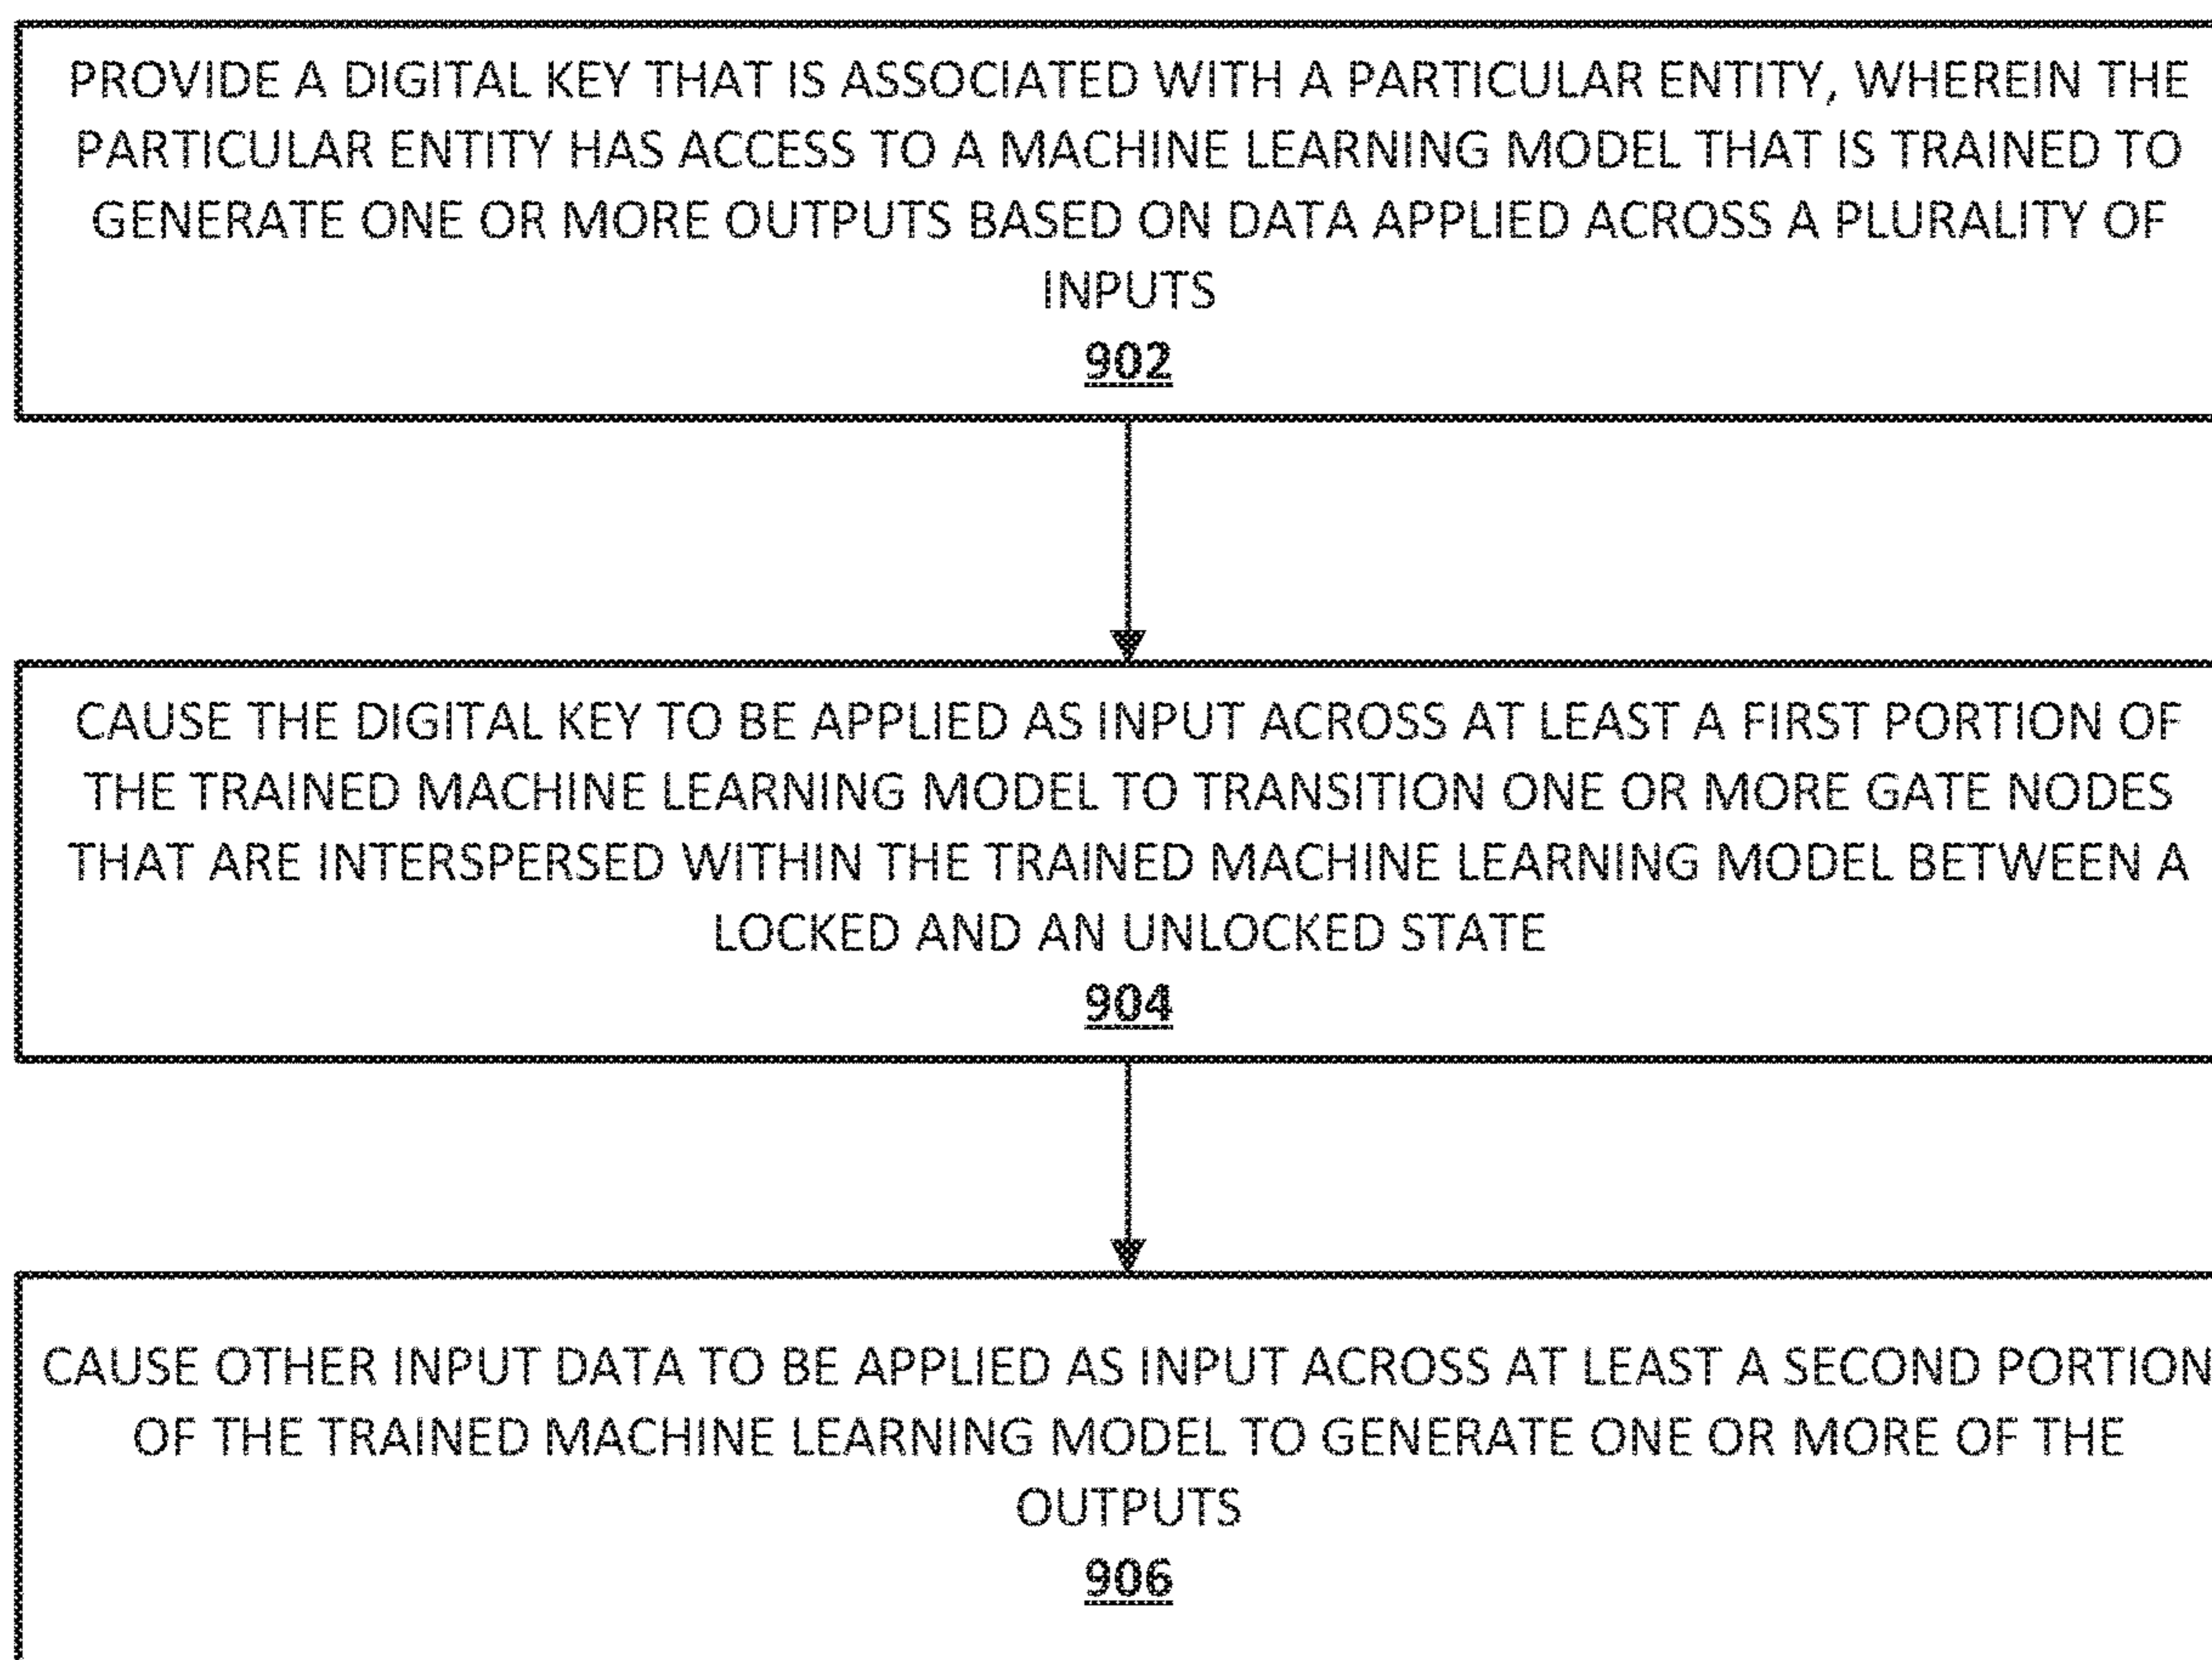 PROVIDE A DIGITAL KEY THAT IS ASSOCIATED WITH A PARTICULAR ENTITY, WHEREIN THE
PARTICULAR ENTITY HAS ACCESS TO A MACHINE LEARNING MODEL THAT IS TRAINED TO
GENERATE ONE OR MORE OUTPUTS BASED ON DATA APPLIED ACROSS A PLURALITY OF
INPUTS
902
CAUSE THE DIGITAL KEY TO BE APPLIED AS INPUT ACROSS AT LEAST A FIRST PORTION OF
THE TRAINED MACHINE LEARNING MODEL TO TRANSITION ONE OR MORE GATE NODES
THAT ARE INTERSPERSED WITHIN THE TRAINED MACHINE LEARNING MODEL BETWEEN A
LOCKED AND AN UNLOCKED STATE
904
CAUSE OTHER INPUT DATA TO BE APPLIED AS INPUT ACROSS AT LEAST A SECOND PORTION
OF THE TRAINED MACHINE LEARNING MODEL TO GENERATE ONE OR MORE OF THE
OUTPUTS
906